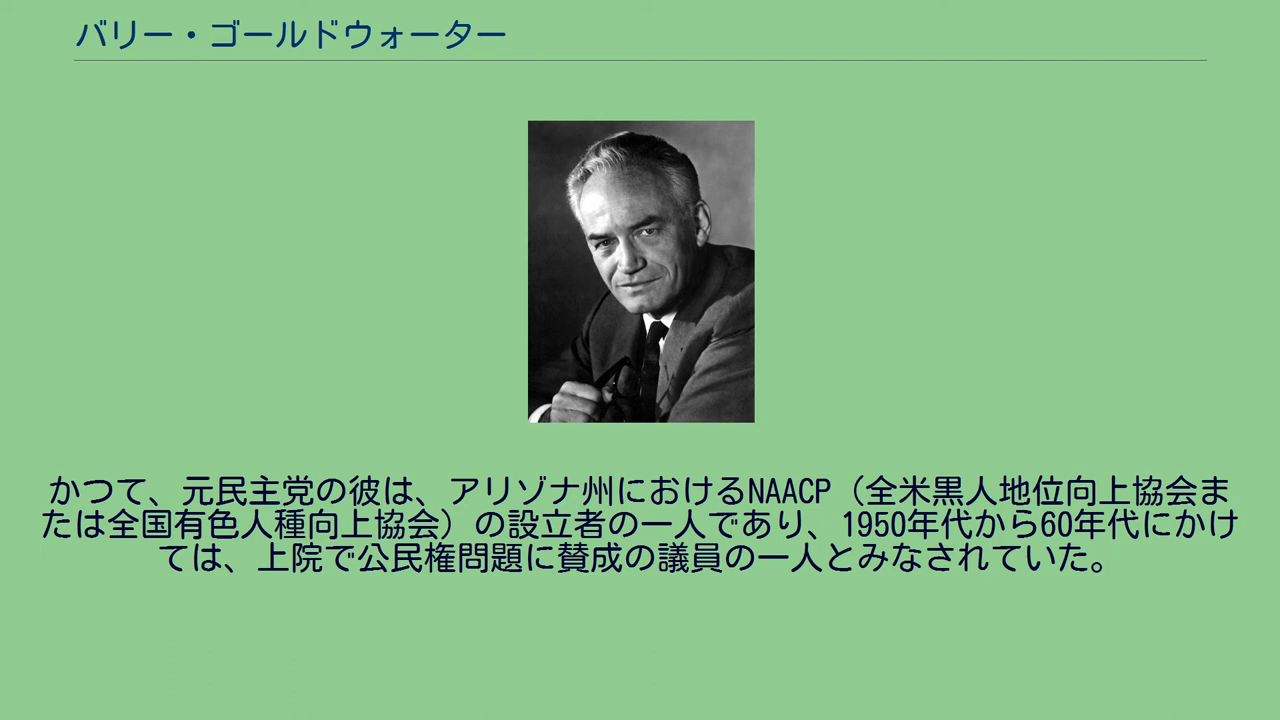 バリー・ゴールドウォーター
かつて、元民主党の彼は、アリゾナ州におけるNAACP（全米黒人地位向上協会ま
たは全国有色人種向上協会）の設立者の一人であり、1950年代から60年代にかけ
ては、上院で公民権問題に賛成の議員の一人とみなされていた。